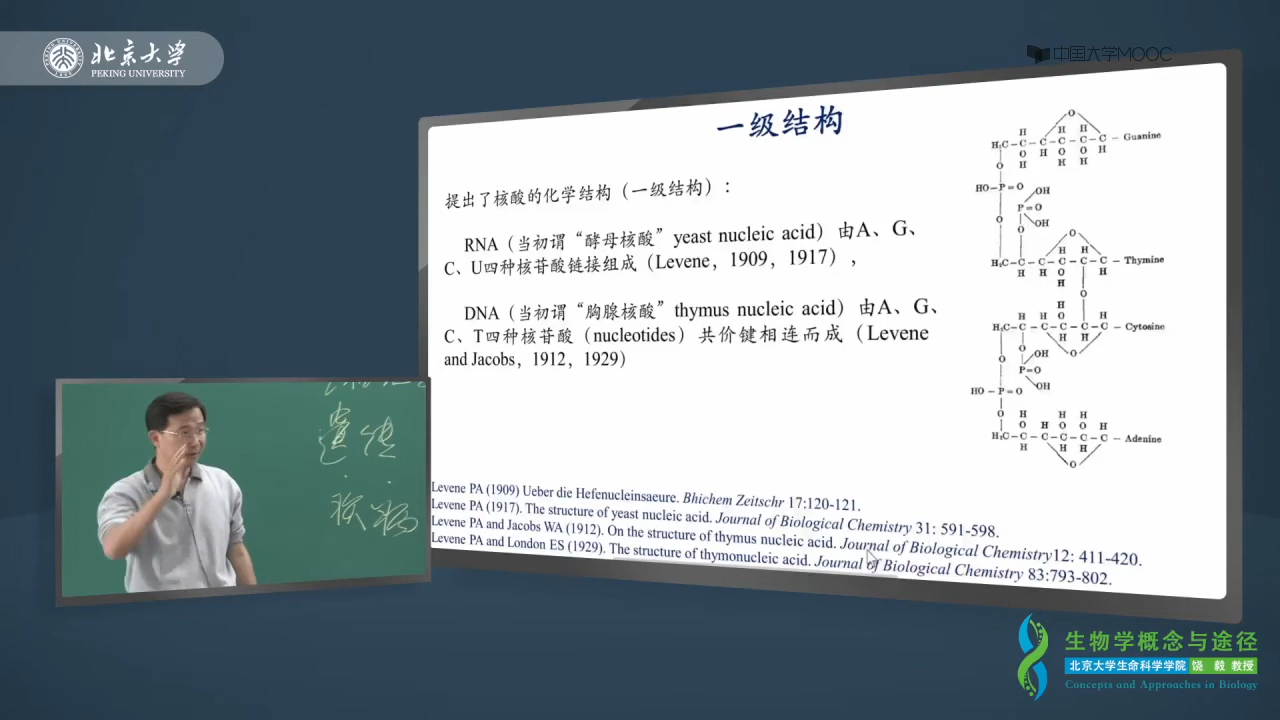 北京大学
PEKING UNIVERSITY
中国大学MOOC
一级结构
提出了核酸的化学结构（一级结构）：
RNA（当初谓“酵母核酸”yeast nucleic acid）由A、G、
C、U四种核苷酸链接组成（Levene，1909，1917），
DNA（当初谓“胸腺核酸”thymus nucleic acid）由A、G、
C、T四种核苷酸（nucleotides）共价键相连而成（Levene
and Jacobs，1912，1929）
Guanine
Thymine
Cytosine
Adenine
Levene PA (1909) Ueber die Hefenucleinsaeure. Bhichem Zeitschr 17:120-121.
Levene PA (1917). The structure of yeast nucleic acid. Journal of Biological Chemistry 31: 591-598.
Levene PA and Jacobs WA (1912). On the structure of thymus nucleic acid. Journal of Biological Chemistry12: 411-420.
Levene PA and London ES (1929). The structure of thymonucleic acid. Journal of Biological Chemistry 83:793-802.
遗传
疾病
生物学概念与途径
北京大学生命科学学院 饶 毅 教授
Concepts and Approaches in Biology